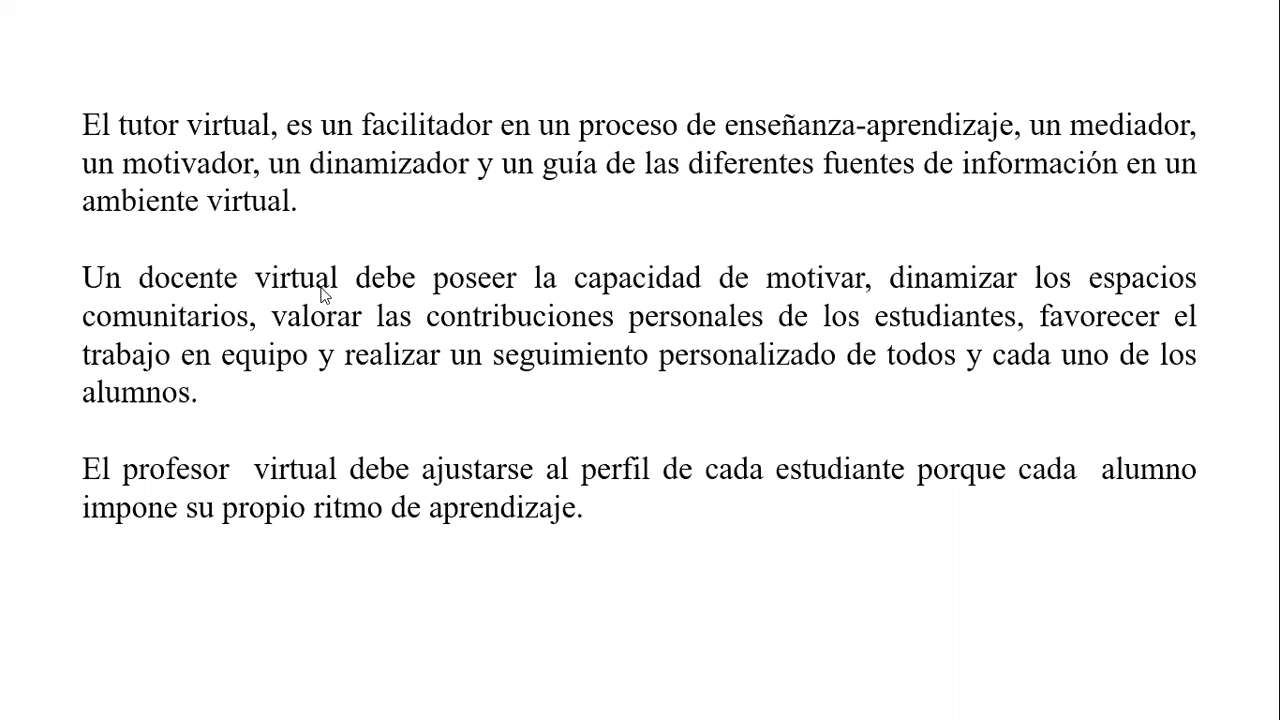 El tutor virtual, es un facilitador en un proceso de enseñanza-aprendizaje, un mediador,
un motivador, un dinamizador y un guía de las diferentes fuentes de información en un
ambiente virtual.
Un docente virtual debe poseer la capacidad de motivar, dinamizar los espacios
comunitarios, valorar las contribuciones personales de los estudiantes, favorecer el
trabajo en equipo y realizar un seguimiento personalizado de todos y cada uno de los
alumnos.
El profesor  virtual debe ajustarse al perfil de cada estudiante porque cada  alumno
impone su propio ritmo de aprendizaje.